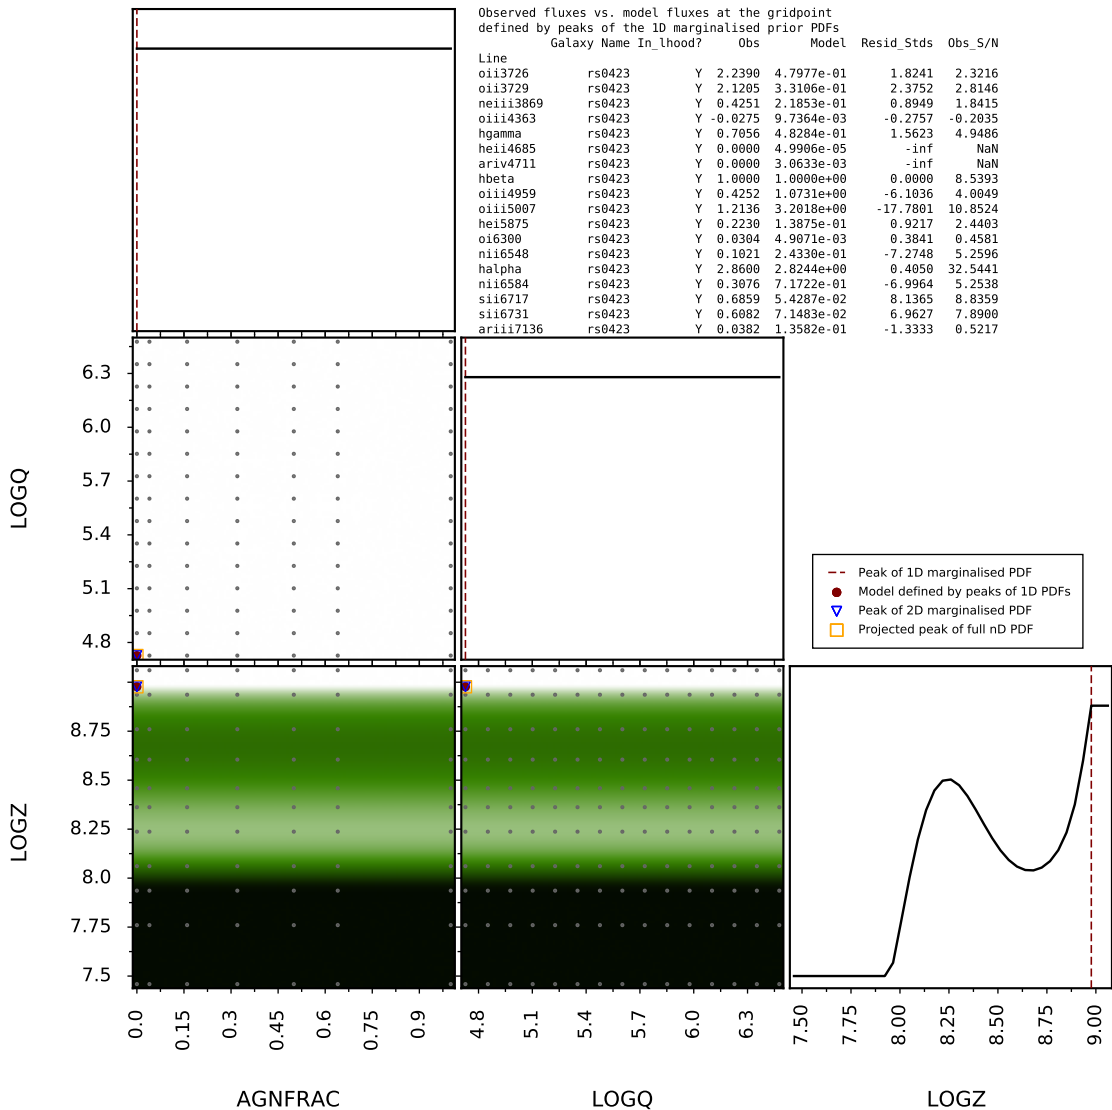 Observed fluxes vs. model fluxes at the gridpoint
defined by peaks of the 1D marginalised prior PDFs
Galaxy Name In_lhood? Obs Model Resid_Stds Obs_S/N
Line
oii3726 rs0423 Y 2.2390 4.7977e-01 1.8241 2.3216
oii3729 rs0423 Y 2.1205 3.3106e-01 2.3752 2.8146
neiii3869 rs0423 Y 0.4251 2.1853e-01 0.8949 1.8415
oiii4363 rs0423 Y -0.0275 9.7364e-03 -0.2757 -0.2035
hgamma rs0423 Y 0.7056 4.8284e-01 1.5623 4.9486
heii4685 rs0423 Y 0.0000 4.9906e-05 -inf NaN
ariv4711 rs0423 Y 0.0000 3.0633e-03 -inf NaN
hbeta rs0423 Y 1.0000 1.0000e+00 0.0000 8.5393
oiii4959 rs0423 Y 0.4252 1.0731e+00 -6.1036 4.0049
oiii5007 rs0423 Y 1.2136 3.2018e+00 -17.7801 10.8524
hei5875 rs0423 Y 0.2230 1.3875e-01 0.9217 2.4403
oi6300 rs0423 Y 0.0304 4.9071e-03 0.3841 0.4581
nii6548 rs0423 Y 0.1021 2.4330e-01 -7.2748 5.2596
halpha rs0423 Y 2.8600 2.8244e+00 0.4050 32.5441
nii6584 rs0423 Y 0.3076 7.1722e-01 -6.9964 5.2538
sii6717 rs0423 Y 0.6859 5.4287e-02 8.1365 8.8359
sii6731 rs0423 Y 0.6082 7.1483e-02 6.9627 7.8900
ariii7136 rs0423 Y 0.0382 1.3582e-01 -1.3333 0.5217
6.3
6.0
5.7
5.4
5.1
4.8
LOGQ
Peak of 1D marginalised PDF
Model defined by peaks of 1D PDFs
Peak of 2D marginalised PDF
Projected peak of full nD PDF
8.75
8.5
8.25
8.0
7.75
7.5
LOGZ
0.0 0.15 0.3 0.45 0.6 0.75 0.9
4.8 5.1 5.4 5.7 6.0 6.3
7.50 7.75 8.00 8.25 8.50 8.75 9.00
AGNFRAC LOGQ LOGZ